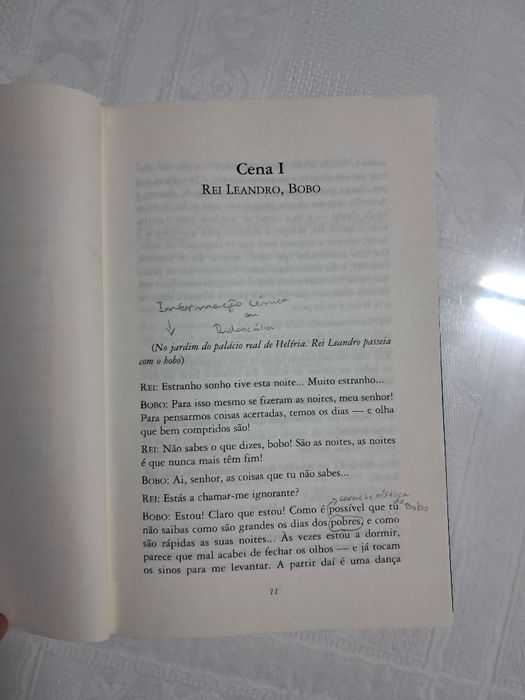 Cena I
REI LEANDRO, BOBO
Informação cénica
ou
Didascália
(No jardim do palácio real de Helíria. Rei Leandro passeia
com o bobo)
REI: Estranho sonho tive esta noite... Muito estranho...
BOBO: Para isso mesmo se fizeram as noites, meu senhor!
Para pensarmos coisas acertadas, temos os dias — e olha
que bem compridos são!
REI: Não sabes o que dizes, bobo! São as noites, as noites
é que nunca mais têm fim!
BOBO: Ai, senhor, as coisas que tu não sabes...
REI: Estás a chamar-me ignorante?
característica
do Bobo
BOBO: Estou! Claro que estou! Como é possível que tu
não saibas como são grandes os dias dos pobres, e como
são rápidas as suas noites... Às vezes estou a dormir,
parece que mal acabei de fechar os olhos — e já tocam
os sinos para me levantar. A partir daí é uma dança
11